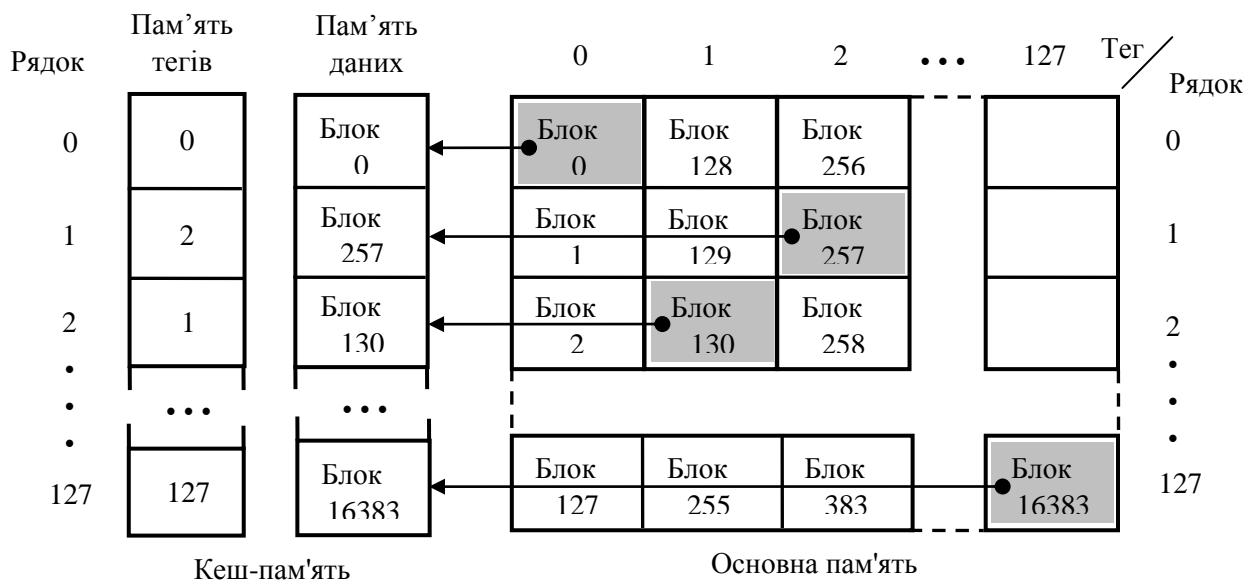 Рядок Пам’ять тегів Пам’ять даних 0 1 2 ••• 127 Тег Рядок
0 0 Блок 0 Блок 0 Блок 128 Блок 256 0
1 2 Блок 257 Блок 1 Блок 129 Блок 257 1
2 1 Блок 130 Блок 2 Блок 130 Блок 258 2
••• •••
127 127 Блок 16383 Блок 127 Блок 255 Блок 383 Блок 16383 127
Кеш-пам'ять Основна пам'ять